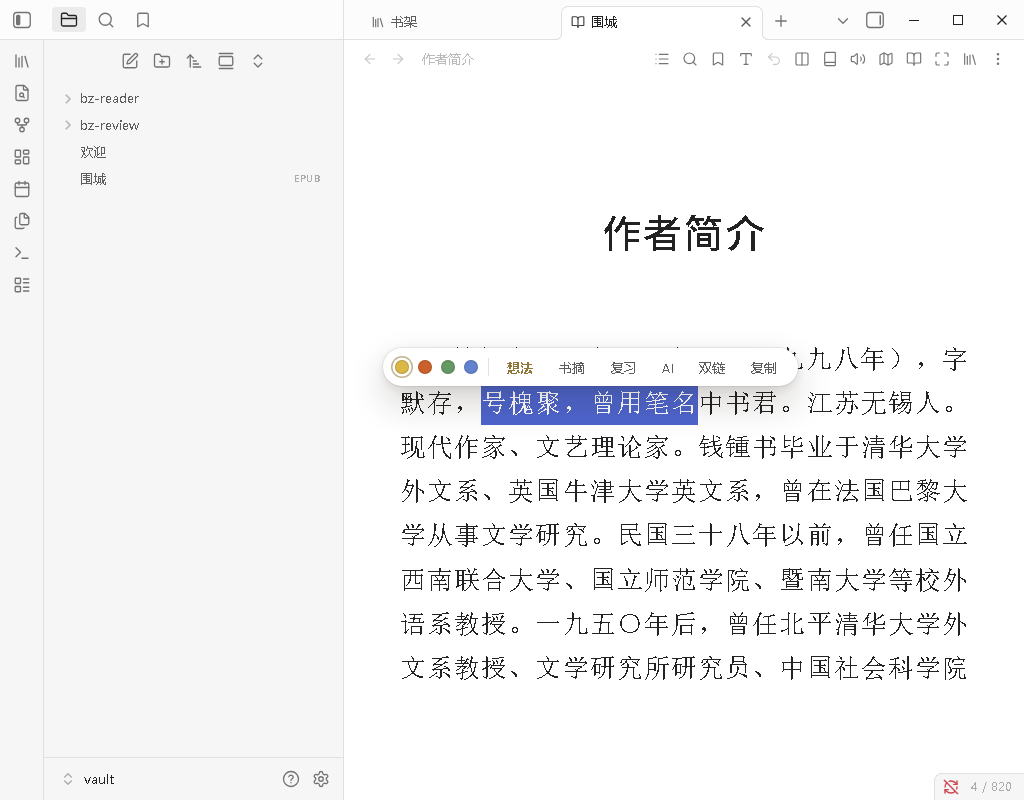 书架
围城
作者简介
bz-reader
bz-review
欢迎
围城 EPUB
作者简介
九九八年），字
想法 书摘 复习 AI 双链 复制
默存，号槐聚，曾用笔名中书君。江苏无锡人。
现代作家、文艺理论家。钱锺书毕业于清华大学
外文系、英国牛津大学英文系，曾在法国巴黎大
学从事文学研究。民国三十八年以前，曾任国立
西南联合大学、国立师范学院、暨南大学等校外
语系教授。一九五〇年后，曾任北平清华大学外
文系教授、文学研究所研究员、中国社会科学院
vault
4 / 820